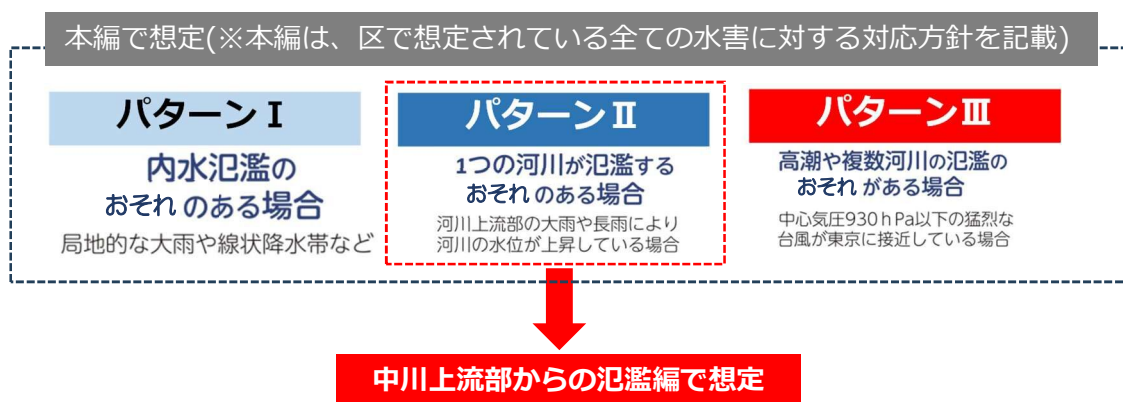 本編で想定(※本編は、区で想定されている全ての水害に対する対応方針を記載)
パターンⅠ
内水氾濫の
おそれのある場合
局地的な大雨や線状降水帯など
パターンⅡ
1つの河川が氾濫する
おそれのある場合
河川上流部の大雨や長雨により
河川の水位が上昇している場合
パターンⅢ
高潮や複数河川の氾濫の
おそれがある場合
中心気圧930hPa以下の猛烈な
台風が東京に接近している場合
中川上流部からの氾濫編で想定